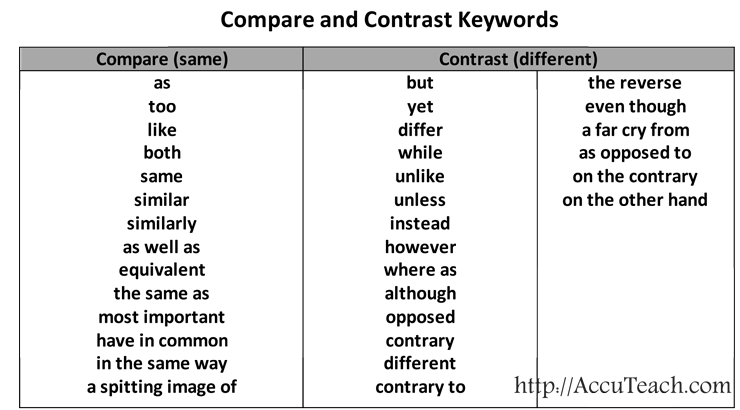 Compare and Contrast Keywords
Compare (same) Contrast (different)
as but the reverse
too yet even though
like differ a far cry from
both while as opposed to
same unlike on the contrary
similar unless on the other hand
similarly instead
as well as however
equivalent where as
the same as although
most important opposed
have in common contrary
in the same way different
a spitting image of contrary to
http://AccuTeach.com